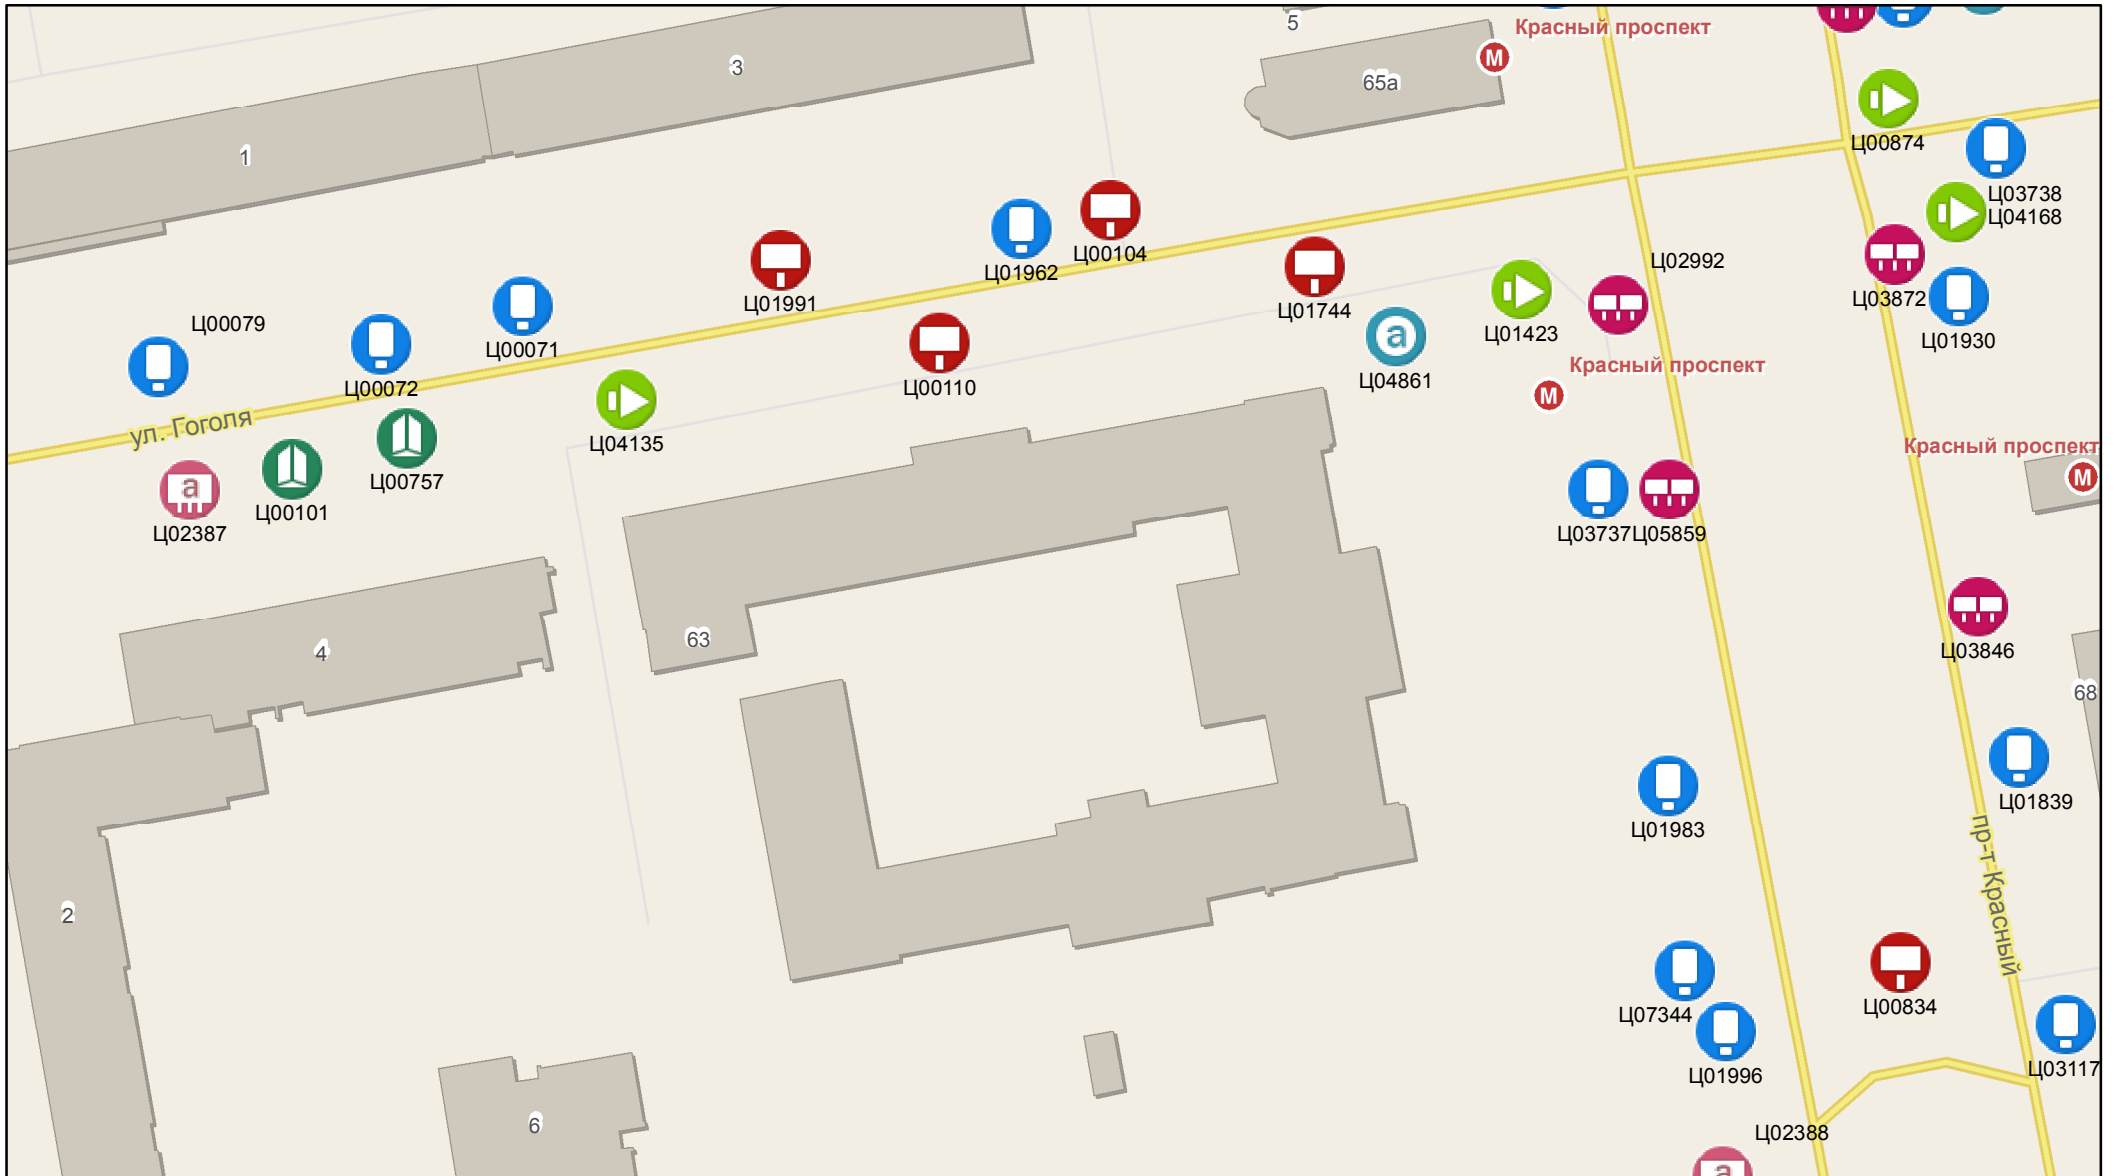 5
Красный проспект
М
3
65а
1
Ц00874
Ц03738
Ц04168
Ц00104
Ц01962
Ц02992
Ц01991
Ц01744
Ц03872
Ц00079
Ц01423
Ц01930
Ц00071
Красный проспект
М
Ц00072
Ц00110
а
Ц04861
ул. Гоголя
Ц04135
Красный проспект
М
Ц00757
а
Ц02387
Ц00101
Ц03737
Ц05859
4
63
Ц03846
68
Ц01839
Ц01983
пр-т Красный
2
Ц07344
Ц00834
Ц01996
Ц03117
6
Ц02388
а